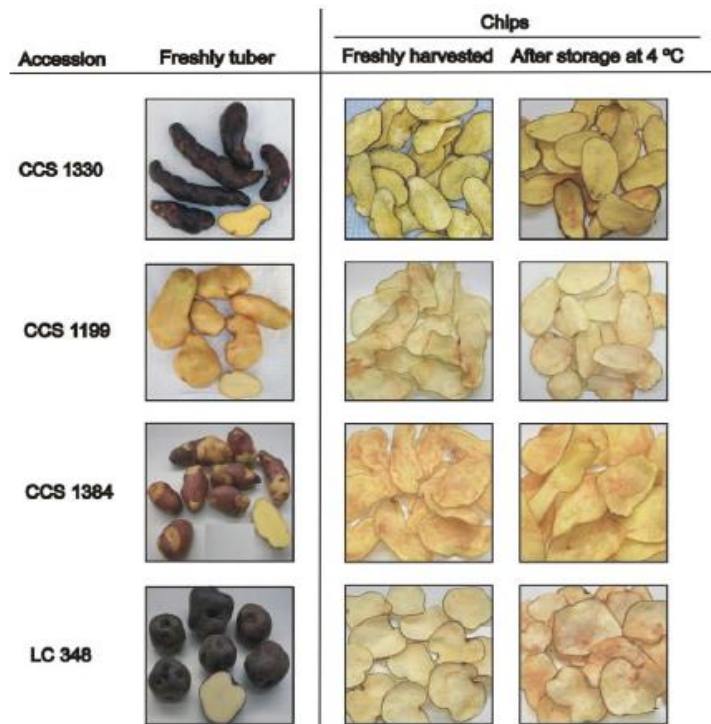 Chips
Accession Freshly tuber Freshly harvested After storage at 4 ºC
CCS 1330
CCS 1199
CCS 1384
LC 348